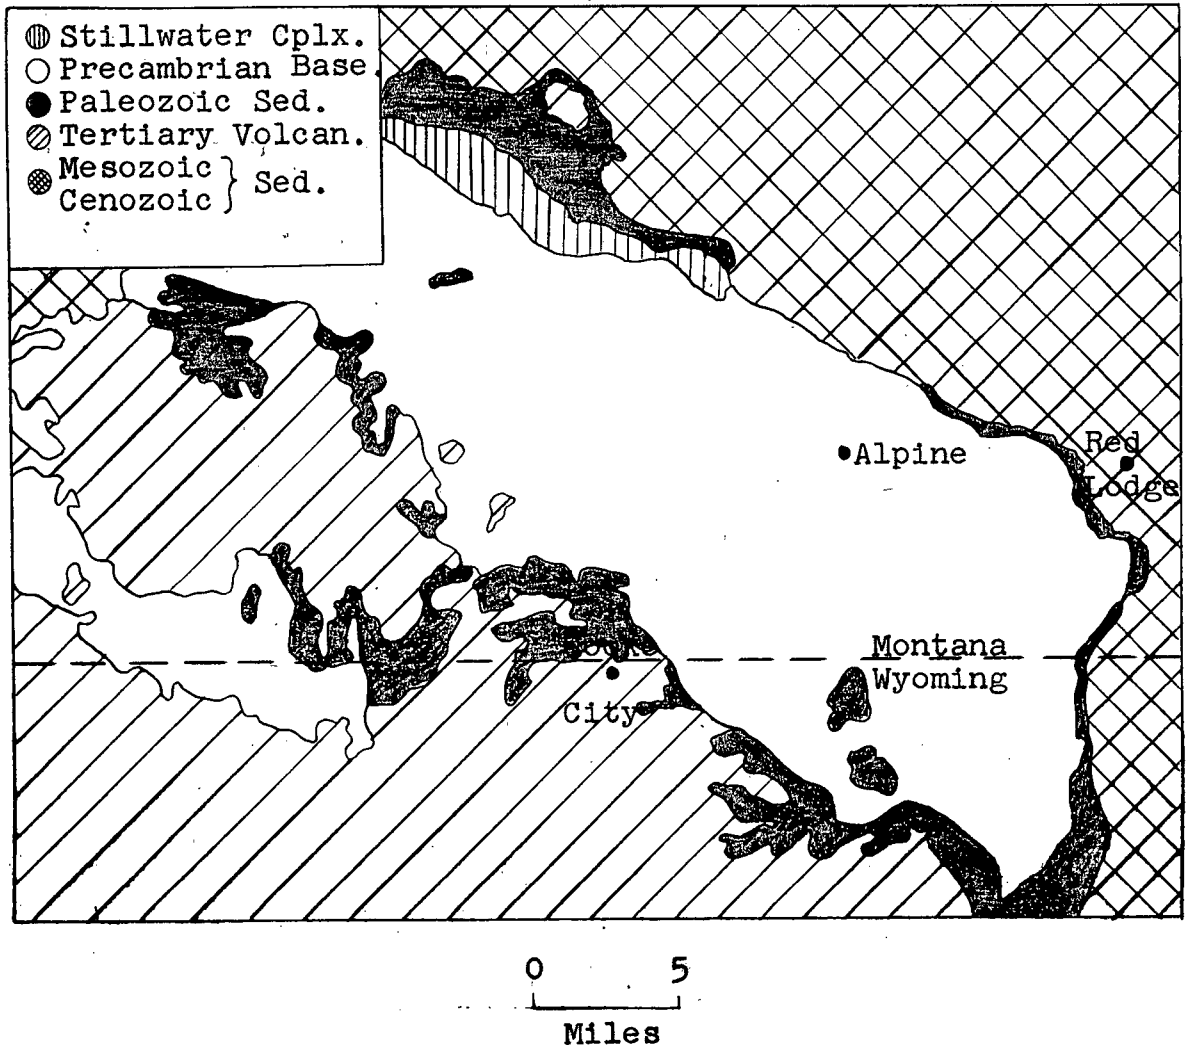 Stillwater Cplx.
Precambrian Base.
Paleozoic Sed.
Tertiary Volcan.
Mesozoic
Cenozoic } Sed.
Alpine
Red
Lodge
Montana
Wyoming
Cooke
City
0 5
Miles